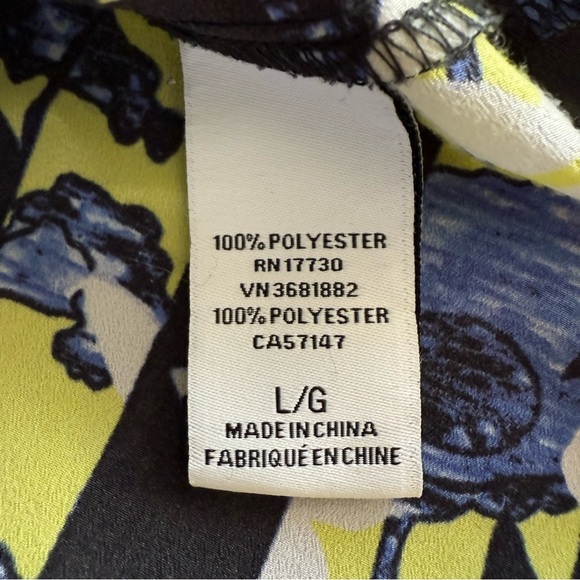 100% POLYESTER
RN 17730
VN 3681882
100% POLYESTER
CA57147
L/G
MADE IN CHINA
FABRIQUÉ EN CHINE